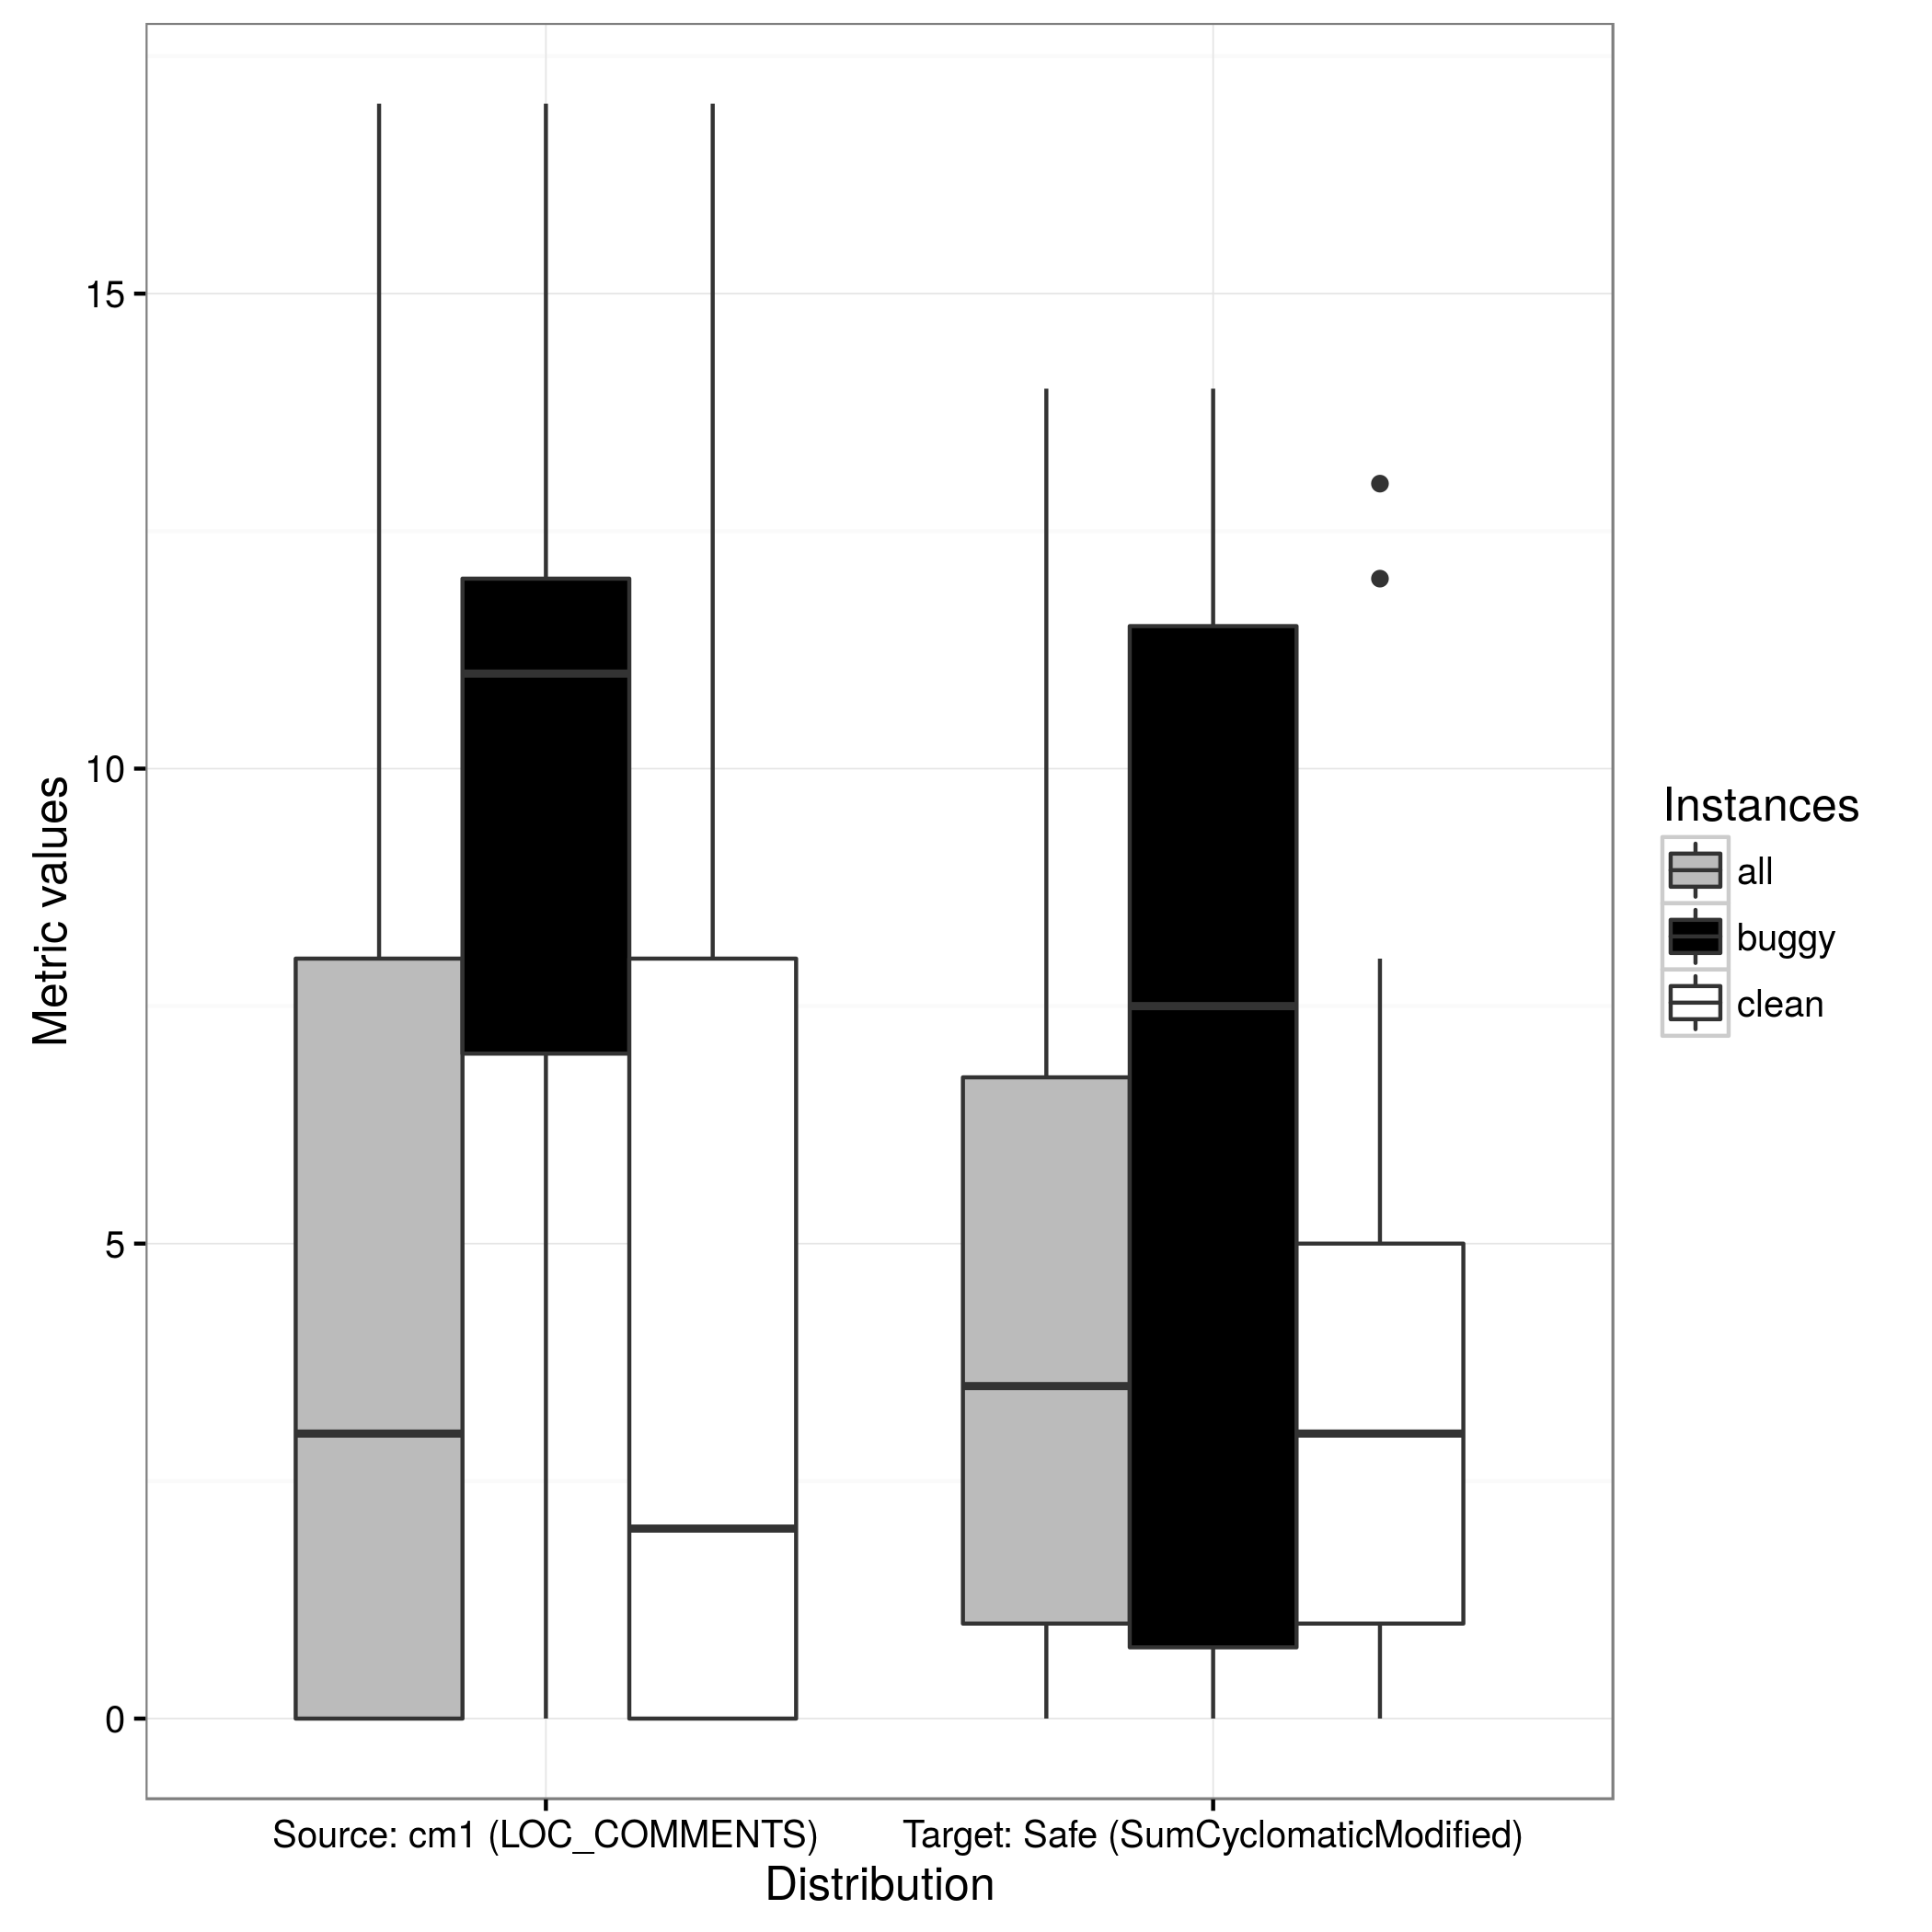 Metric values
15
10
5
0
Source: cm1 (LOC_COMMENTS)
Target: Safe (SumCyclomaticModified)
Distribution
Instances
all
buggy
clean